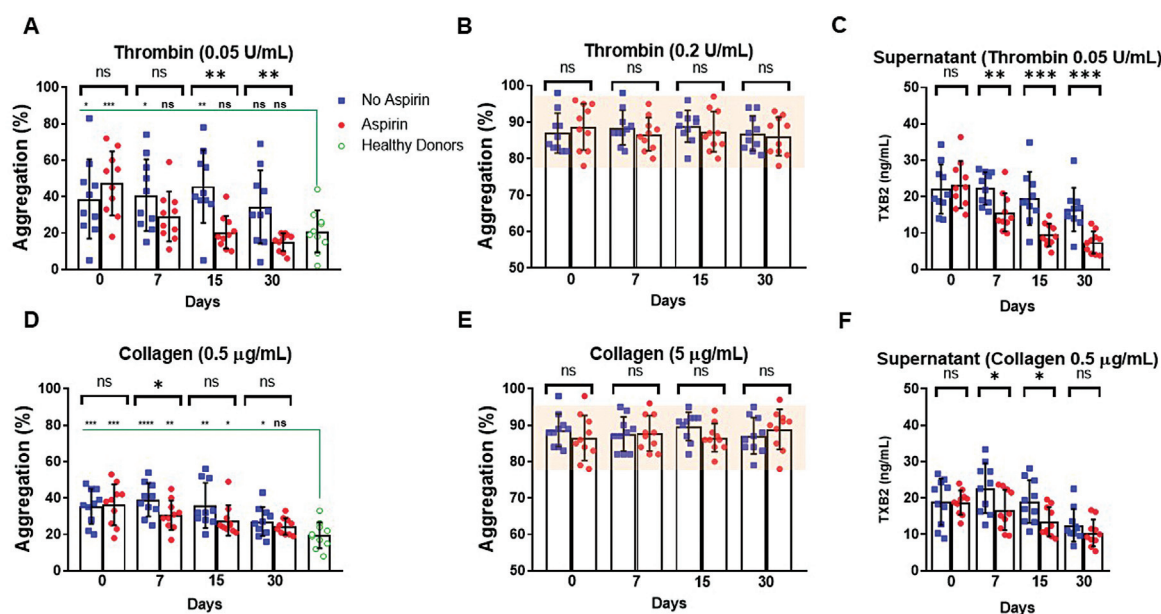 A
Thrombin (0.05 U/mL)
ns ns ** **
* *** * ns ** ns ns ns
Aggregation (%)
100
80
60
40
20
0
0 7 15 30
Days
No Aspirin
Aspirin
Healthy Donors
B
Thrombin (0.2 U/mL)
ns ns ns ns
Aggregation (%)
100
90
80
70
60
50
0 7 15 30
Days
C
Supernatant (Thrombin 0.05 U/mL)
ns ** *** ***
TXB2 (ng/mL)
50
40
30
20
10
0
0 7 15 30
Days
D
Collagen (0.5 µg/mL)
ns * ns ns
*** *** **** ** ** * * ns
Aggregation (%)
100
80
60
40
20
0
0 7 15 30
Days
E
Collagen (5 µg/mL)
ns ns ns ns
Aggregation (%)
100
90
80
70
60
50
0 7 15 30
Days
F
Supernatant (Collagen 0.5 µg/mL)
ns * * ns
TXB2 (ng/mL)
50
40
30
20
10
0
0 7 15 30
Days